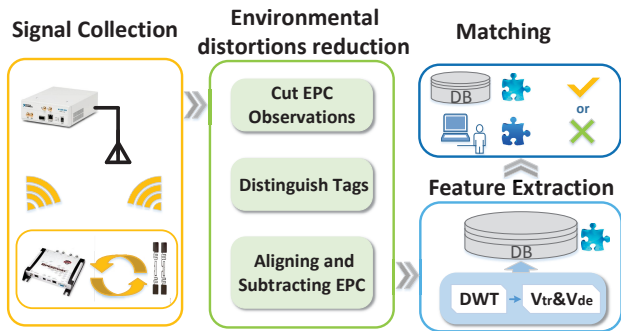 Signal Collection
Environmental
distortions reduction
Cut EPC
Observations
Distinguish Tags
Aligning and
Subtracting EPC
Matching
DB
or
Feature Extraction
DB
DWT
Vtr&Vde